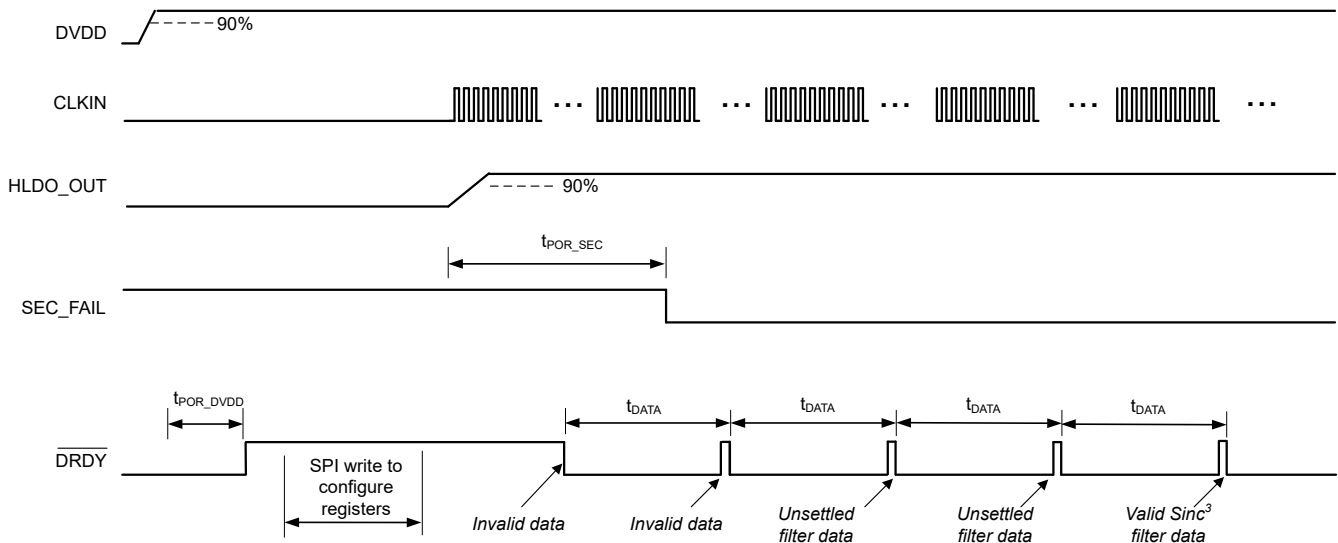 DVDD
90%
CLKIN
... ... ... ... ...
HLDO_OUT
90%
tPOR_SEC
SEC_FAIL
tPOR_DVDD
tDATA
tDATA
tDATA
tDATA
DRDY
SPI write to
configure
registers
Invalid data
Invalid data
Unsettled
filter data
Unsettled
filter data
Valid Sinc³
filter data